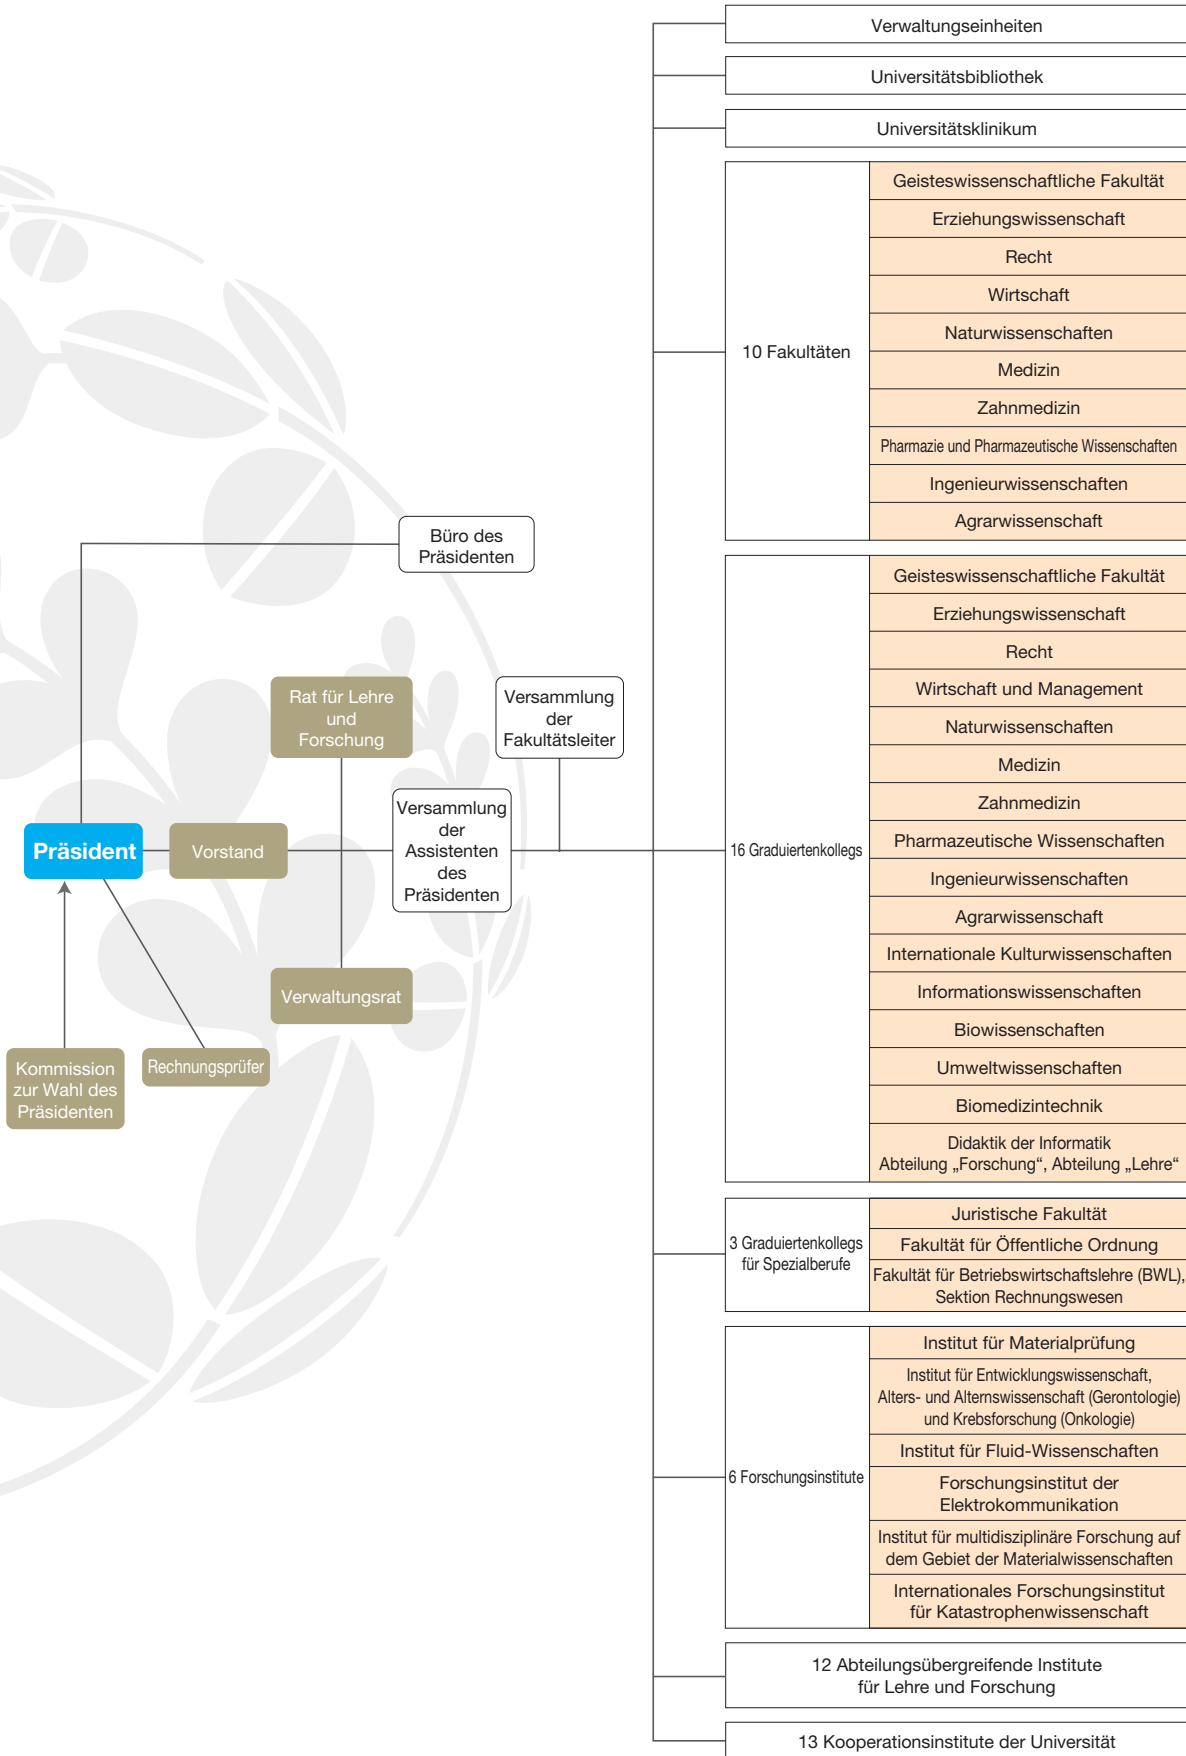 Verwaltungseinheiten
Universitätsbibliothek
Universitätsklinikum
10 Fakultäten
Geisteswissenschaftliche Fakultät
Erziehungswissenschaft
Recht
Wirtschaft
Naturwissenschaften
Medizin
Zahnmedizin
Pharmazie und Pharmazeutische Wissenschaften
Ingenieurwissenschaften
Agrarwissenschaft
Büro des
Präsidenten
Rat für Lehre
und
Forschung
Versammlung
der
Fakultätsleiter
Präsident
Vorstand
Versammlung
der
Assistenten
des
Präsidenten
Verwaltungsrat
Kommission
zur Wahl des
Präsidenten
Rechnungsprüfer
16 Graduiertenkollegs
Geisteswissenschaftliche Fakultät
Erziehungswissenschaft
Recht
Wirtschaft und Management
Naturwissenschaften
Medizin
Zahnmedizin
Pharmazeutische Wissenschaften
Ingenieurwissenschaften
Agrarwissenschaft
Internationale Kulturwissenschaften
Informationswissenschaften
Biowissenschaften
Umweltwissenschaften
Biomedizintechnik
Didaktik der Informatik
Abteilung „Forschung“, Abteilung „Lehre“
3 Graduiertenkollegs
für Spezialberufe
Juristische Fakultät
Fakultät für Öffentliche Ordnung
Fakultät für Betriebswirtschaftslehre (BWL),
Sektion Rechnungswesen
6 Forschungsinstitute
Institut für Materialprüfung
Institut für Entwicklungswissenschaft,
Alters- und Alternswissenschaft (Gerontologie)
und Krebsforschung (Onkologie)
Institut für Fluid-Wissenschaften
Forschungsinstitut der
Elektrokommunikation
Institut für multidisziplinäre Forschung auf
dem Gebiet der Materialwissenschaften
Internationales Forschungsinstitut
für Katastrophenwissenschaft
12 Abteilungsübergreifende Institute
für Lehre und Forschung
13 Kooperationsinstitute der Universität